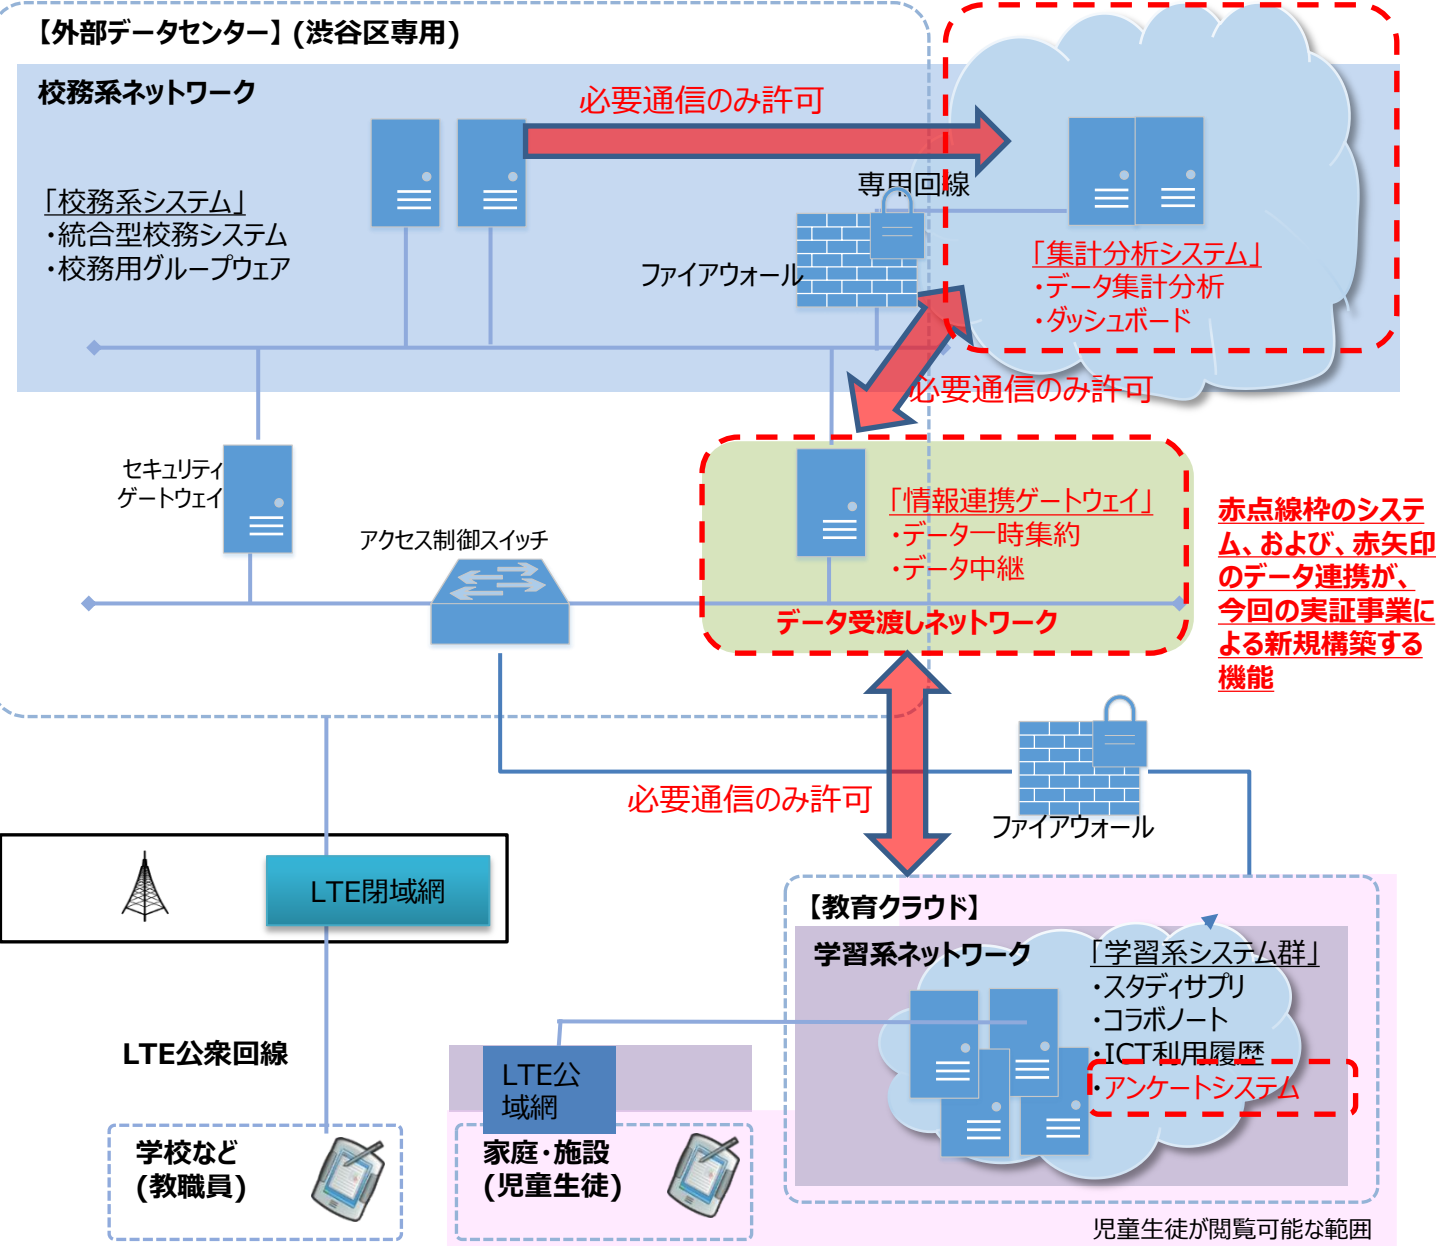 【外部データセンター】(渋谷区専用)
校務系ネットワーク
必要通信のみ許可
「校務系システム」
・統合型校務システム
・校務用グループウェア
専用回線
ファイアウォール
「集計分析システム」
・データ集計分析
・ダッシュボード
必要通信のみ許可
セキュリティ
ゲートウェイ
アクセス制御スイッチ
「情報連携ゲートウェイ」
・データ一時集約
・データ中継
データ受渡しネットワーク
赤点線枠のシステ
ム、および、赤矢印
のデータ連携が、
今回の実証事業に
よる新規構築する
機能
必要通信のみ許可
ファイアウォール
LTE閉域網
【教育クラウド】
学習系ネットワーク
「学習系システム群」
・スタディサプリ
・コラボノート
・ICT利用履歴
・アンケートシステム
LTE公衆回線
LTE公
域網
学校など
(教職員)
家庭・施設
(児童生徒)
児童生徒が閲覧可能な範囲